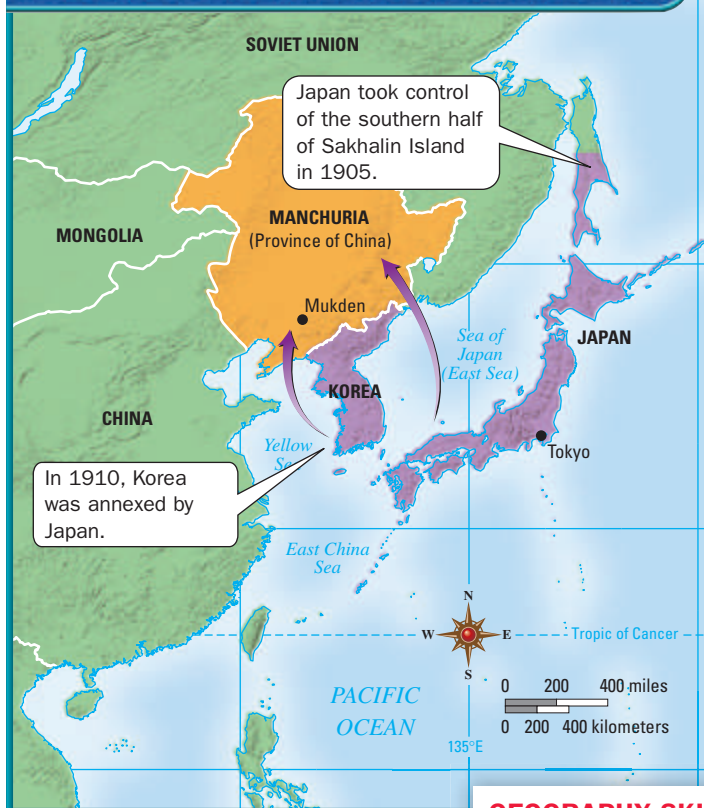 SOVIET UNION
Japan took control
of the southern half
of Sakhalin Island
in 1905.
MANCHURIA
(Province of China)
MONGOLIA
Mukden
Sea of
Japan
(East Sea)
JAPAN
KOREA
CHINA
Tokyo
Yellow
In 1910, Korea
was annexed by
Japan.
East China
Sea
N
W E
S
Tropic of Cancer
0 200 400 miles
0 200 400 kilometers
PACIFIC
OCEAN
135°E
GEOGRAPHY